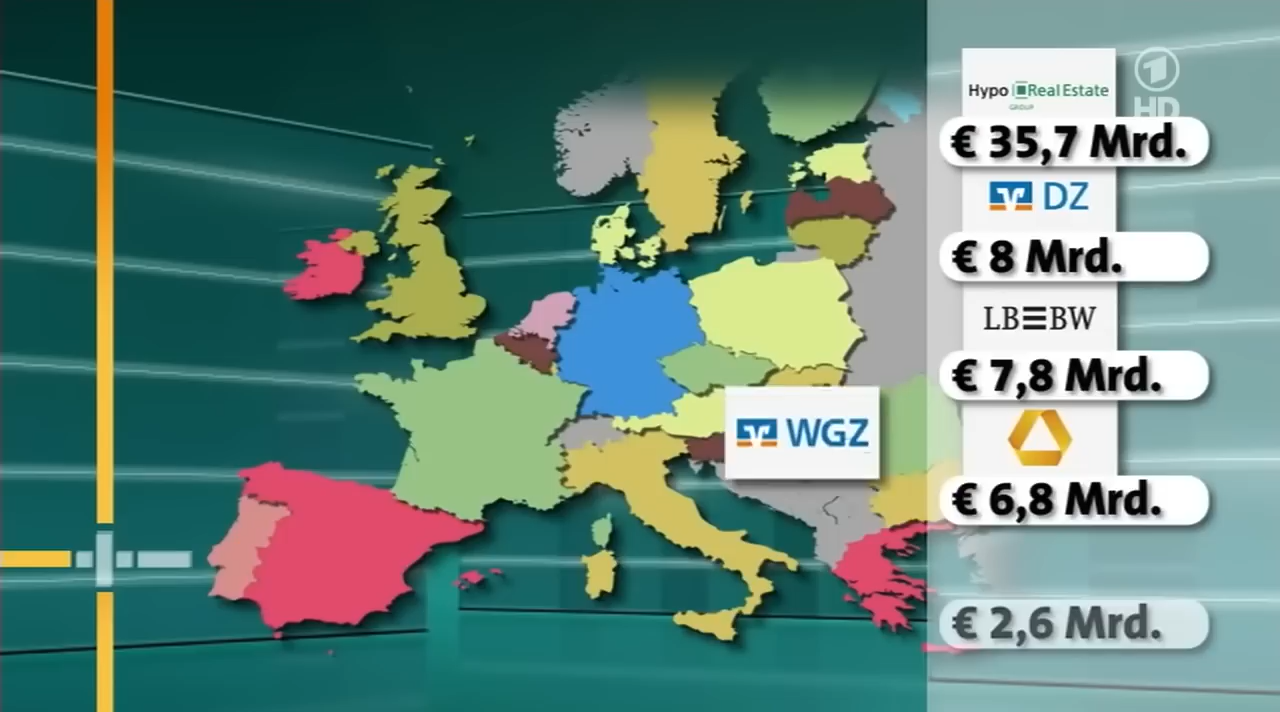 Hypo Real Estate
GROUP
1
HD
€ 35,7 Mrd.
DZ
€ 8 Mrd.
LB≡BW
€ 7,8 Mrd.
WGZ
€ 6,8 Mrd.
€ 2,6 Mrd.